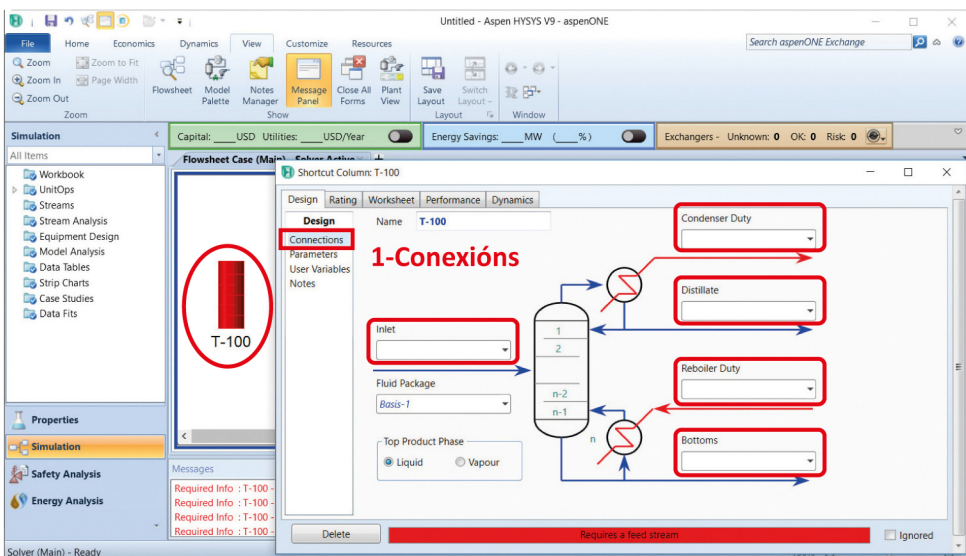 Untitled - Aspen HYSYS V9 - aspenONE
File Home Economics Dynamics View Customize Resources
Search aspenONE Exchange
Zoom
Zoom to Fit
Zoom In
Page Width
Zoom Out
Flowsheet
Model Palette
Notes Manager
Message Panel
Close All Forms
Plant View
Save Layout
Switch Layout
Zoom
Show
Layout
Window
Simulation
Capital: ____USD Utilities: ____USD/Year
Energy Savings: ____MW (____%)
Exchangers - Unknown: 0 OK: 0 Risk: 0
All Items
Flowsheet Case (Main) - Solver Active
+
Workbook
UnitOps
Streams
Stream Analysis
Equipment Design
Model Analysis
Data Tables
Strip Charts
Case Studies
Data Fits
T-100
Shortcut Column: T-100
Design Rating Worksheet Performance Dynamics
Design
Connections
Parameters
User Variables
Notes
Name T-100
1-Conexións
Condenser Duty
Distillate
Inlet
1
2
n-2
n-1
n
Fluid Package
Basis-1
Reboiler Duty
Top Product Phase
Liquid
Vapour
Bottoms
Properties
Simulation
Safety Analysis
Energy Analysis
Messages
Required Info : T-100 -
Required Info : T-100 -
Required Info : T-100 -
Required Info : T-100 -
Delete
Requires a feed stream
Ignored
Solver (Main) - Ready